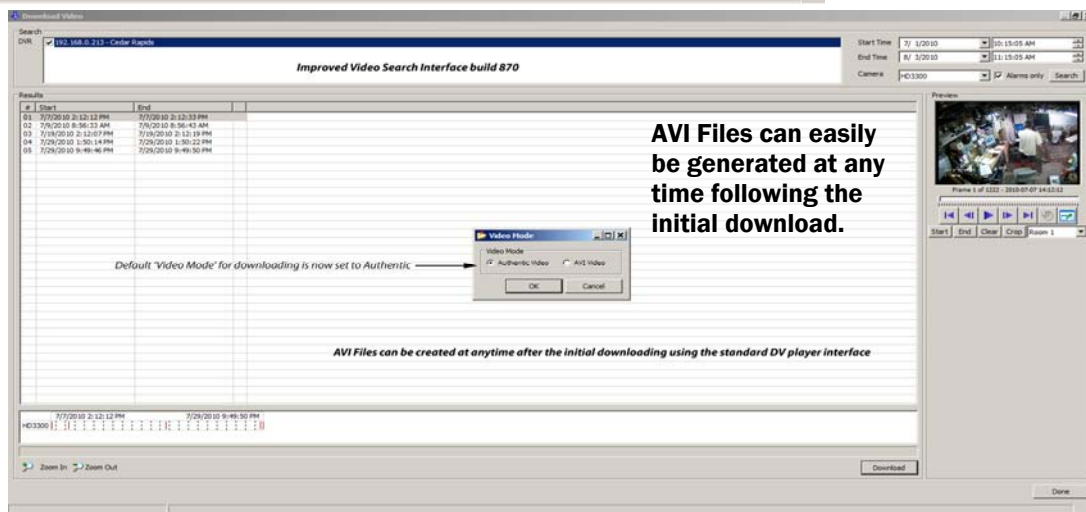 Download Video
Search
DVR
192.168.0.213 - Cedar Rapids
Improved Video Search Interface build 870
Start Time 7/ 1/2010 10:15:05 AM
End Time 8/ 3/2010 11:15:05 AM
Camera HD3300 Alarms only Search
Results
# Start End
01 7/7/2010 2:12:12 PM 7/7/2010 2:12:33 PM
02 7/9/2010 8:56:33 AM 7/9/2010 8:56:43 AM
03 7/19/2010 2:12:07 PM 7/19/2010 2:12:19 PM
04 7/29/2010 1:50:14 PM 7/29/2010 1:50:22 PM
05 7/29/2010 9:49:46 PM 7/29/2010 9:49:50 PM
Preview
Frame 1 of 1222 - 2010-07-07 14:12:12
Start End Clear Crop Room 1
AVI Files can easily
be generated at any
time following the
initial download.
Video Mode
Video Mode
Authentic Video AVI Video
OK Cancel
Default 'Video Mode' for downloading is now set to Authentic
AVI Files can be created at anytime after the initial downloading using the standard DV player interface
7/7/2010 2:12:12 PM 7/29/2010 9:49:50 PM
HD3300
Zoom In Zoom Out
Download
Done